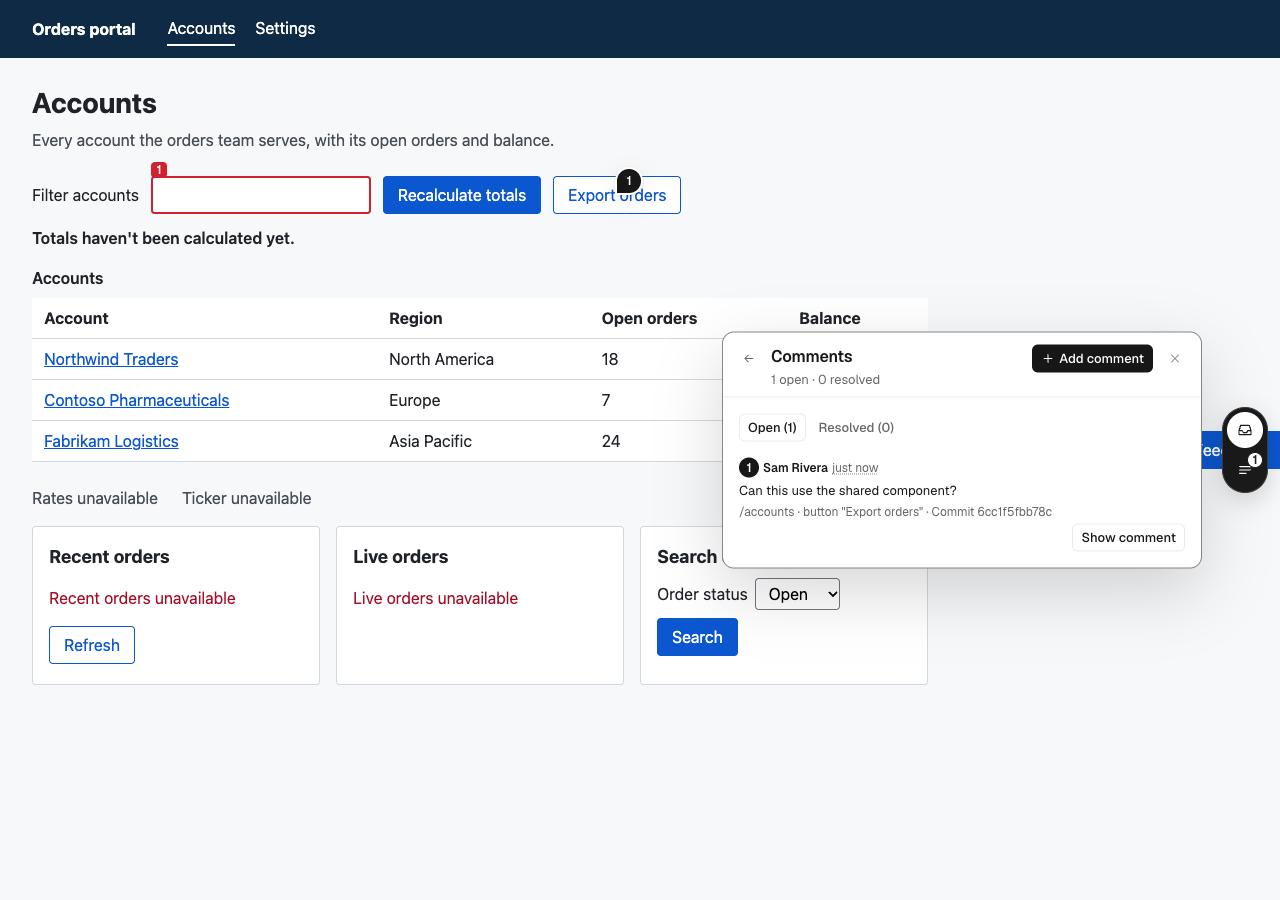 Orders portal Accounts Settings
Accounts
Every account the orders team serves, with its open orders and balance.
1
1
Filter accounts Recalculate totals Export orders
Totals haven't been calculated yet.
Accounts
Account Region Open orders Balance
Northwind Traders North America 18
Contoso Pharmaceuticals Europe 7
Fabrikam Logistics Asia Pacific 24
Comments
+ Add comment
1 open · 0 resolved
Open (1) Resolved (0)
1 Sam Rivera just now
Can this use the shared component?
/accounts · button "Export orders" · Commit 6cc1f5fbb78c
Show comment
1
Rates unavailable Ticker unavailable
Recent orders
Recent orders unavailable
Refresh
Live orders
Live orders unavailable
Search
Order status Open
Search